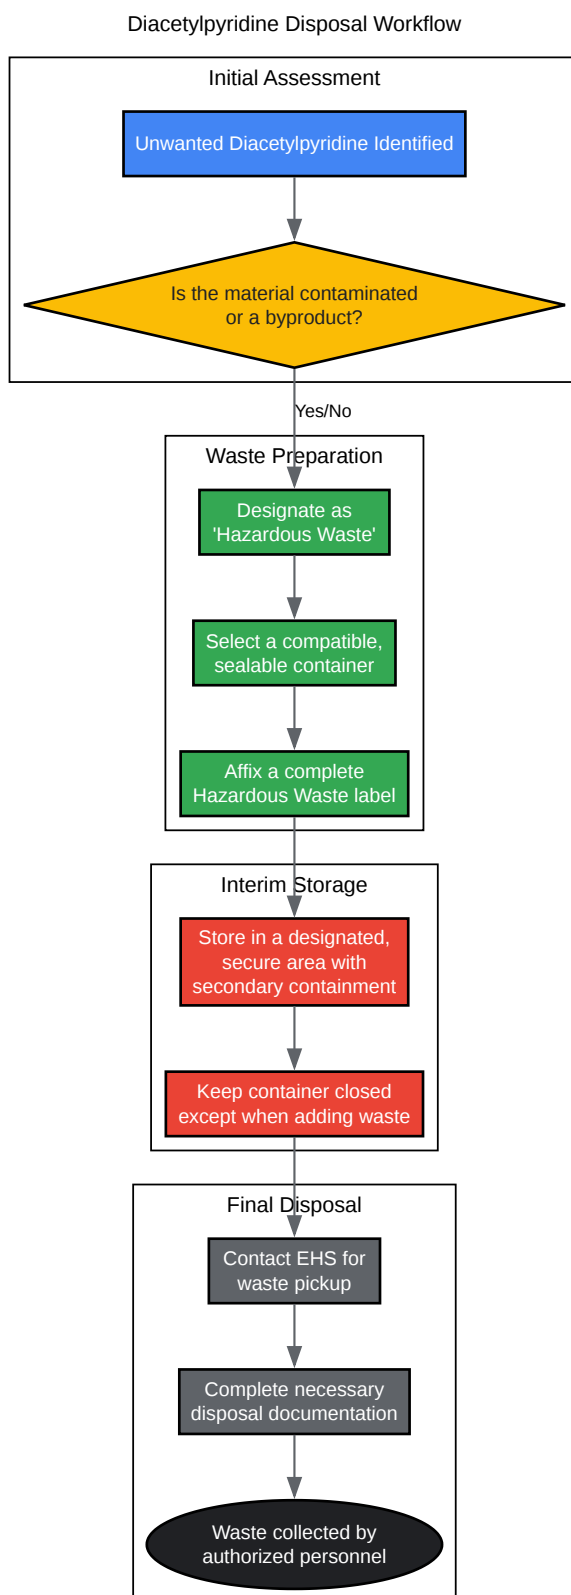 Diacetylpyridine Disposal Workflow
Initial Assessment
Unwanted Diacetylpyridine Identified
Is the material contaminated
or a byproduct?
Yes/No
Waste Preparation
Designate as
'Hazardous Waste'
Select a compatible,
sealable container
Affix a complete
Hazardous Waste label
Interim Storage
Store in a designated,
secure area with
secondary containment
Keep container closed
except when adding waste
Final Disposal
Contact EHS for
waste pickup
Complete necessary
disposal documentation
Waste collected by
authorized personnel